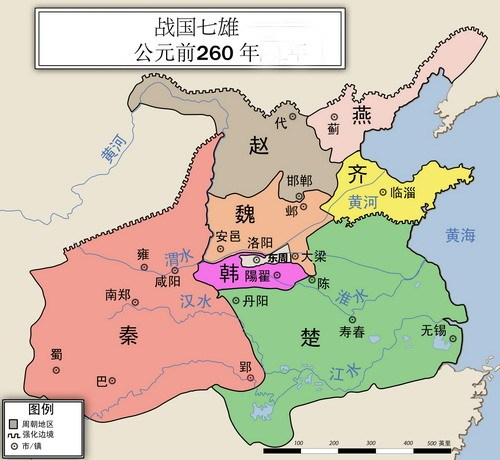 战国七雄
公元前260 年
燕
代
蓟
赵
黄河
齐
邯郸
临淄
邺
黄河
魏
安邑
洛阳
黄海
雍
渭水
东周
大梁
咸阳
韩
陽翟
陈
南郑
汉水
丹阳
淮水
秦
楚
寿春
无锡
蜀
巴
郢
江水
图例
周朝地区
强化边境
市/镇
100 200 300 400 500 英里